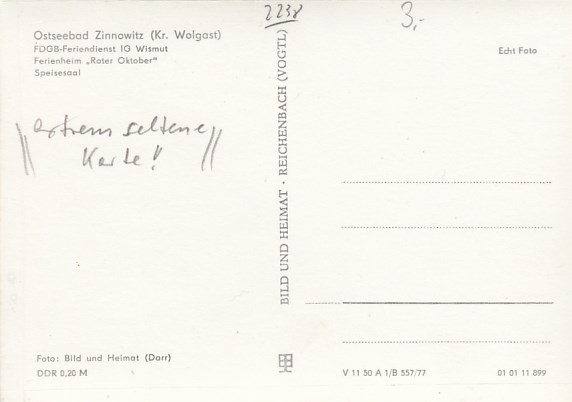 2238
3,-
Ostseebad Zinnowitz (Kr. Wolgast)
FDGB-Feriendienst IG Wismut
Ferienheim „Roter Oktober"
Speisesaal
Echt Foto
extrem seltene
Karte!
BILD UND HEIMAT · REICHENBACH (VOGTL)
Foto: Bild und Heimat (Darr)
DDR 0,20 M
V 11 50 A 1/B 557/77
01 01 11 899